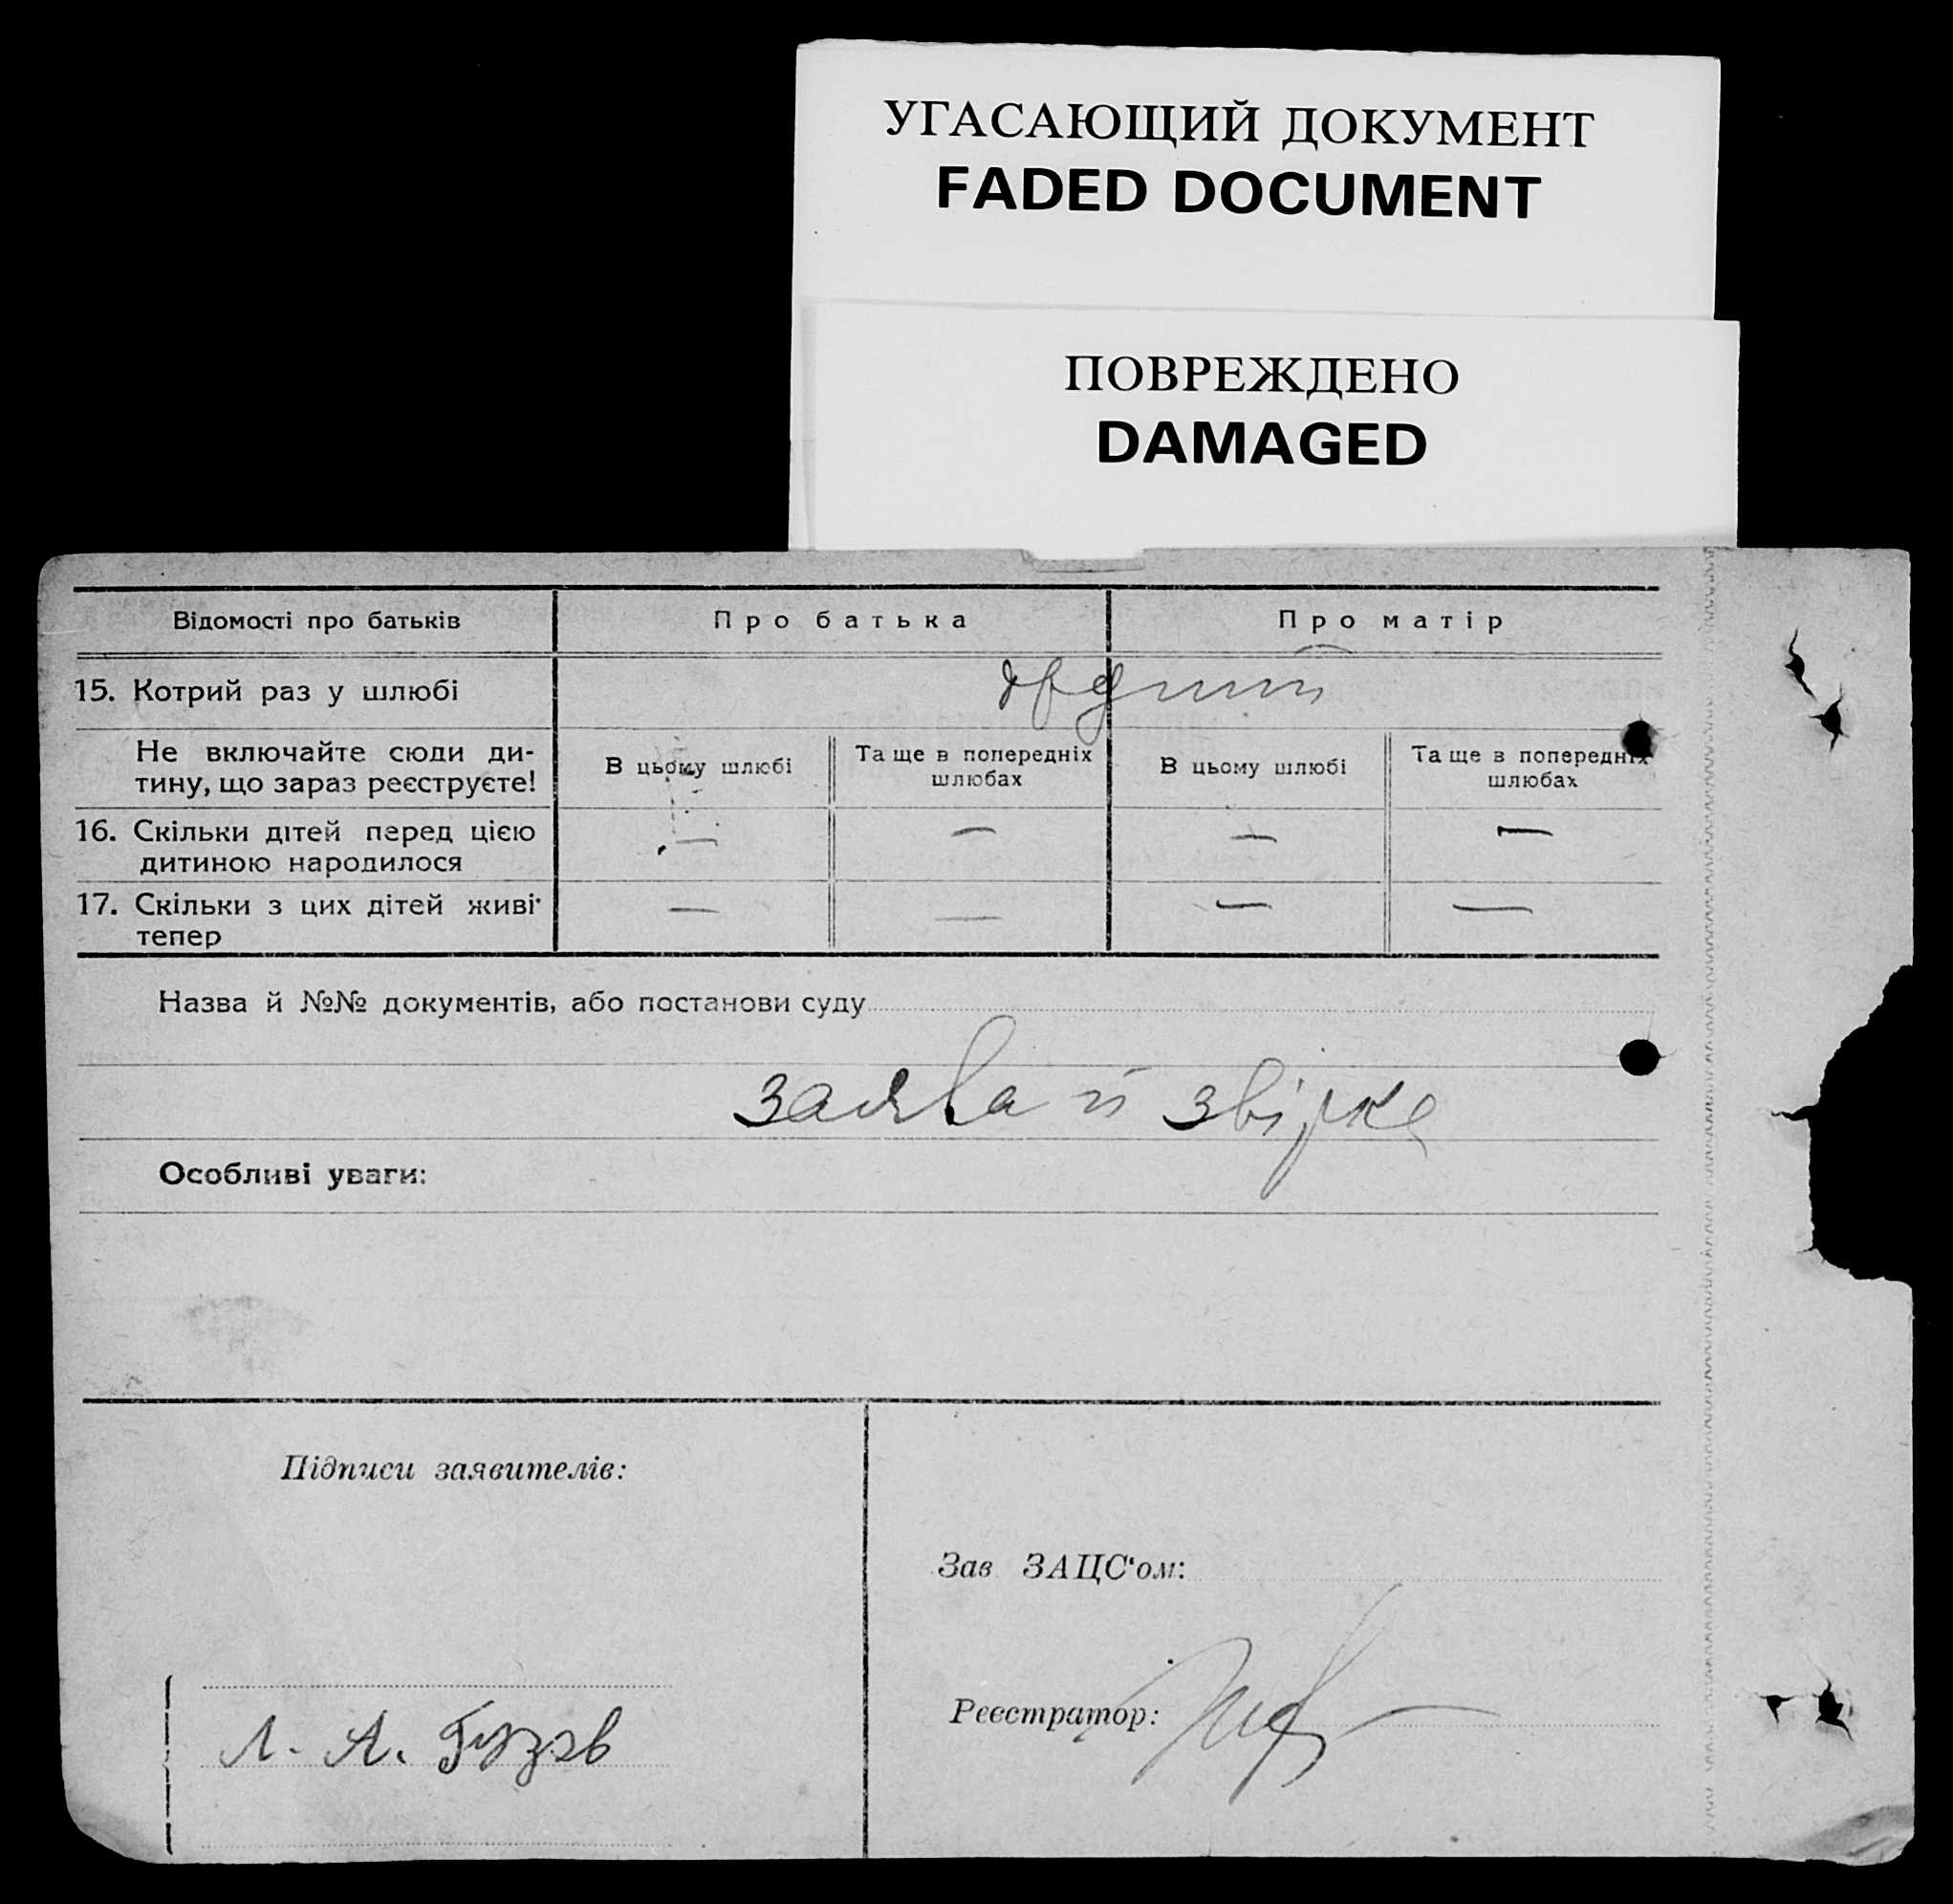 УГАСАЮЩИЙ ДОКУМЕНТ
FADED DOCUMENT
ПОВРЕЖДЕНО
DAMAGED
Відомості про батьків Про батька Про матір
15. Котрий раз у шлюбі
Не включайте сюди ди-
тину, що зараз реєструєте!
В цьому шлюбі
Та ще в попередніх
шлюбах
В цьому шлюбі
Та ще в попередніх
шлюбах
16. Скільки дітей перед цією
дитиною народилося
— — — —
17. Скільки з цих дітей живі
тепер
— — — —
Назва й №№ документів, або постанови суду
заява й звірка
Особливі уваги:
Підписи заявителів:
Зав ЗАЦС‘ом:
Реєстратор:
Л. А. Гузов